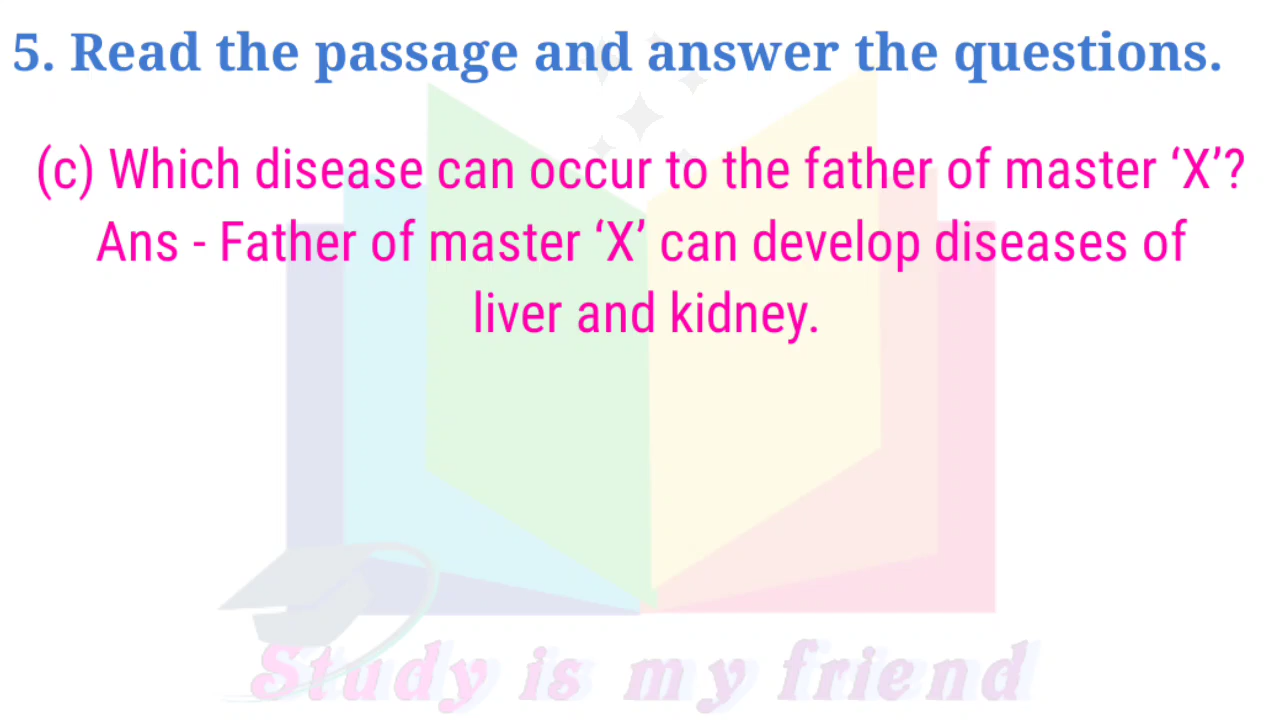 5. Read the passage and answer the questions.
(c) Which disease can occur to the father of master ‘X’?
Ans - Father of master ‘X’ can develop diseases of
liver and kidney.
Study is my friend